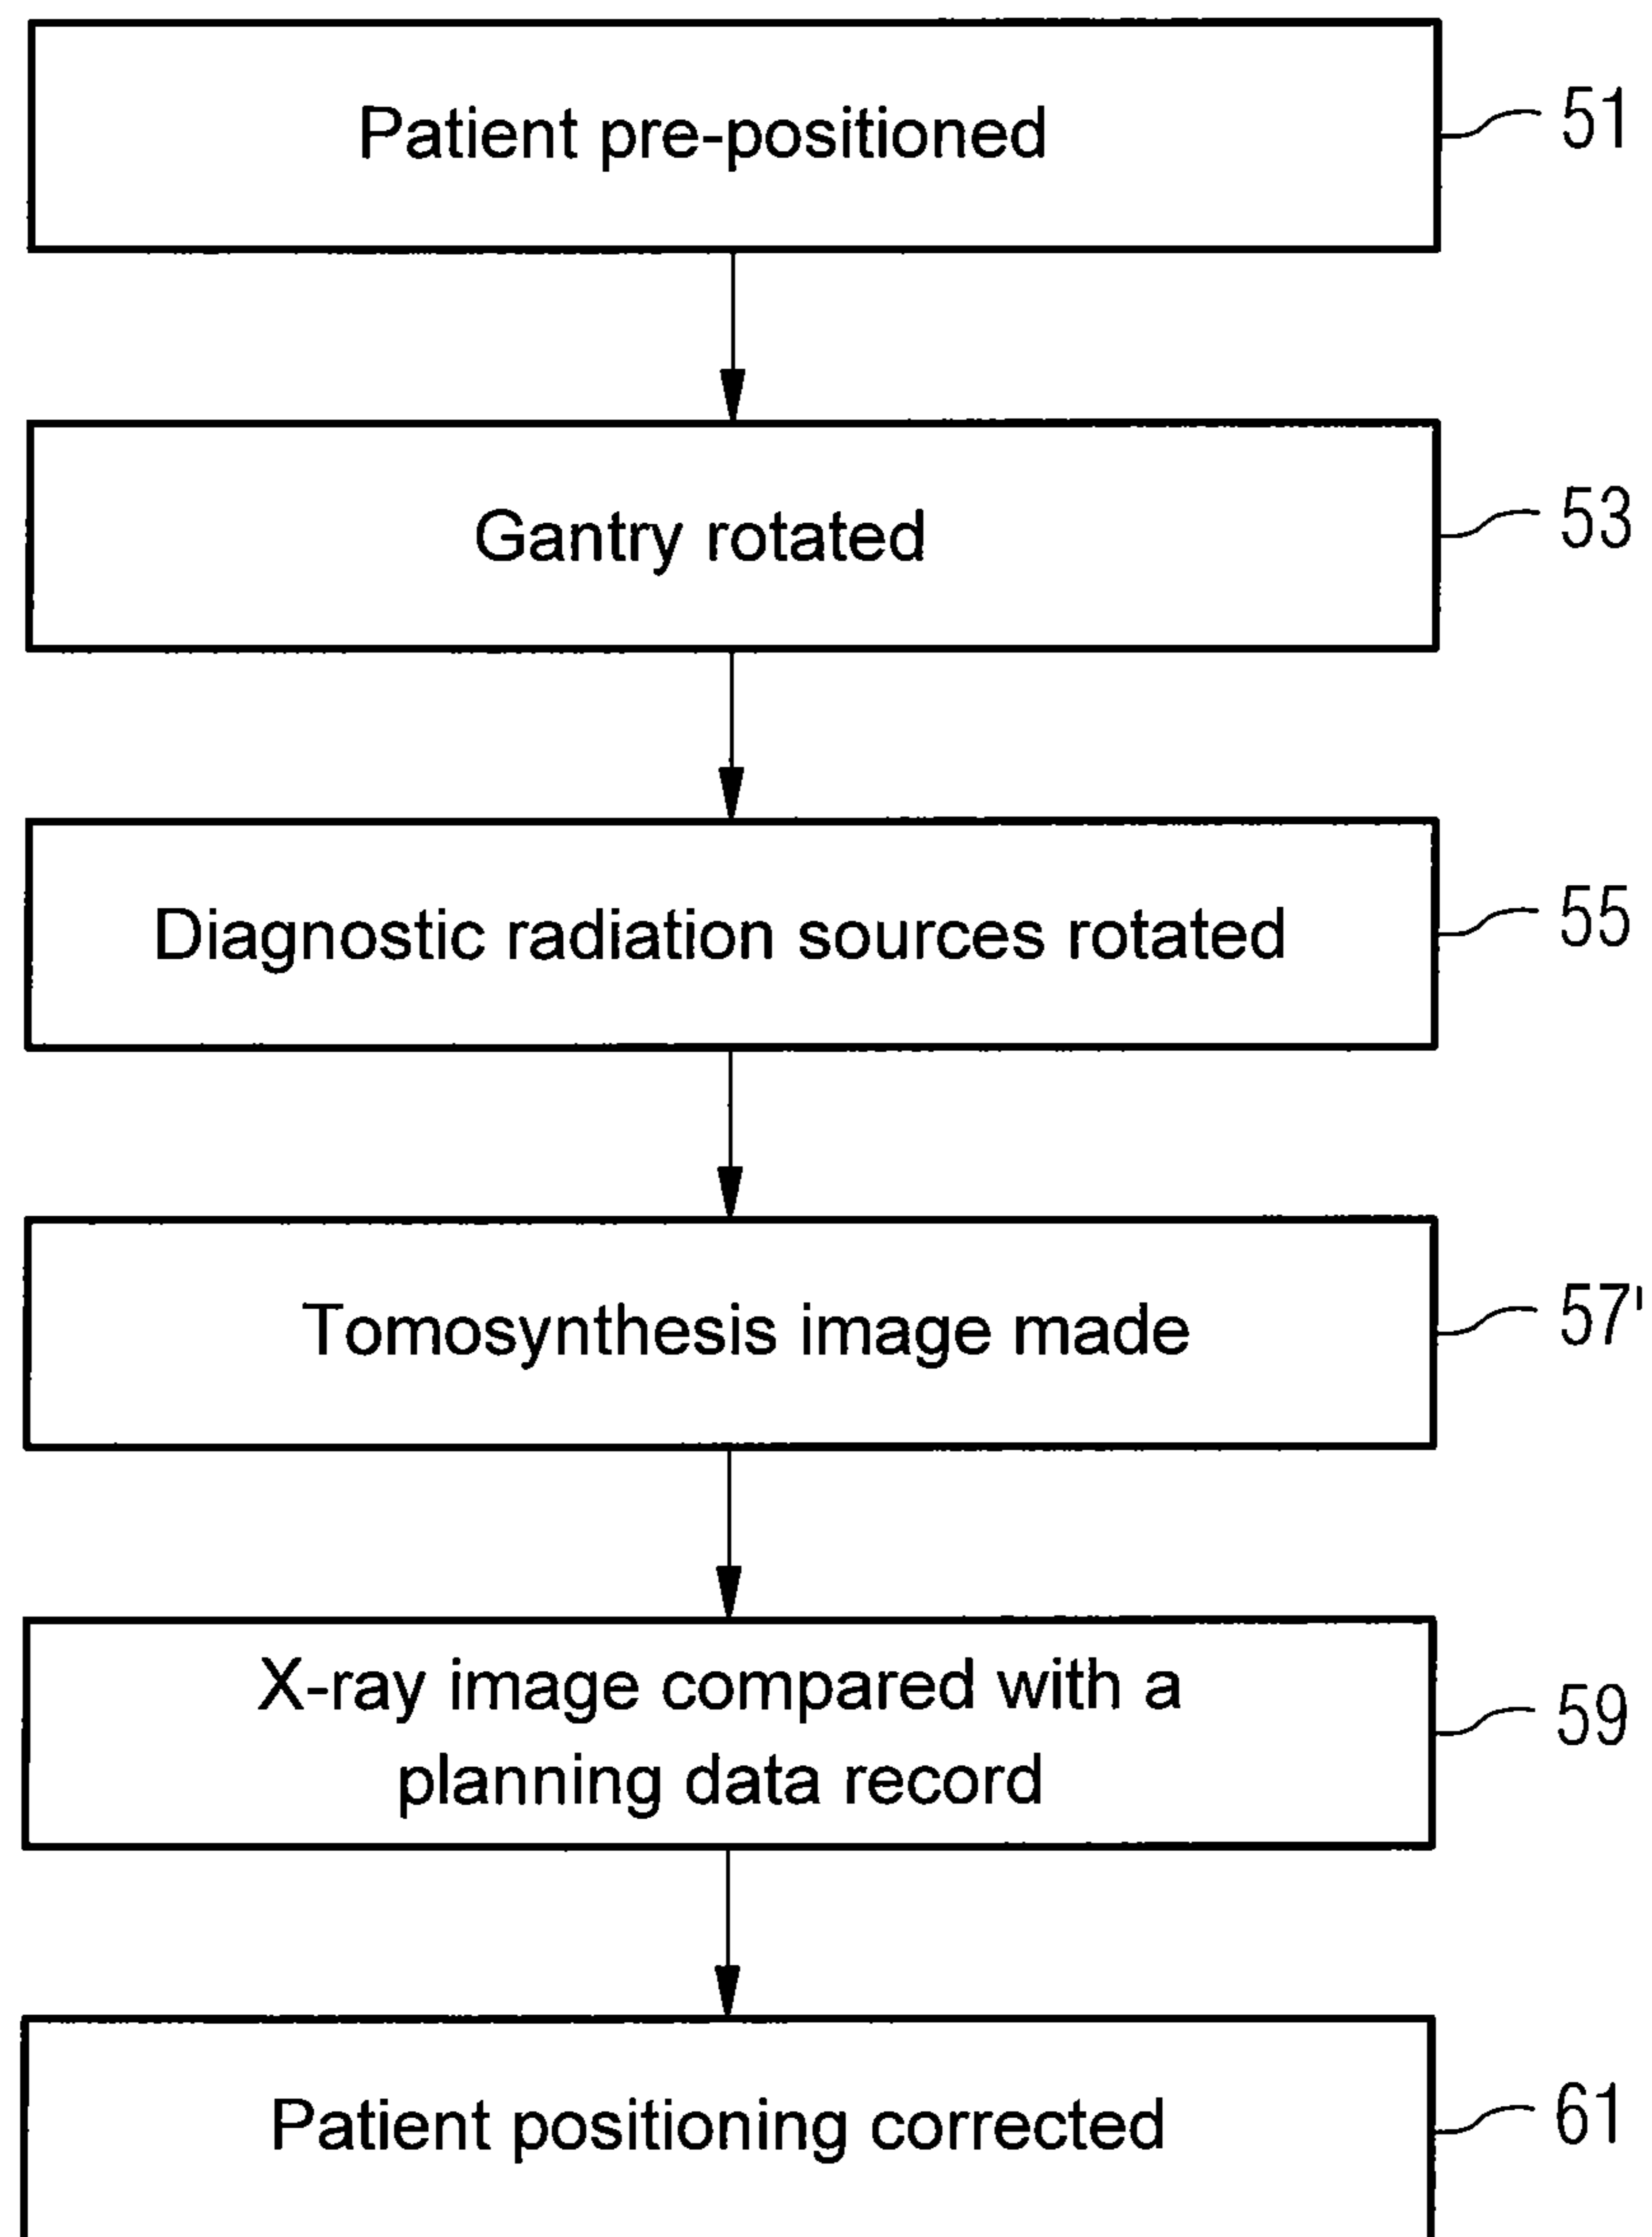 Patient pre-positioned
51
Gantry rotated
53
Diagnostic radiation sources rotated
55
Tomosynthesis image made
57'
X-ray image compared with a
planning data record
59
Patient positioning corrected
61